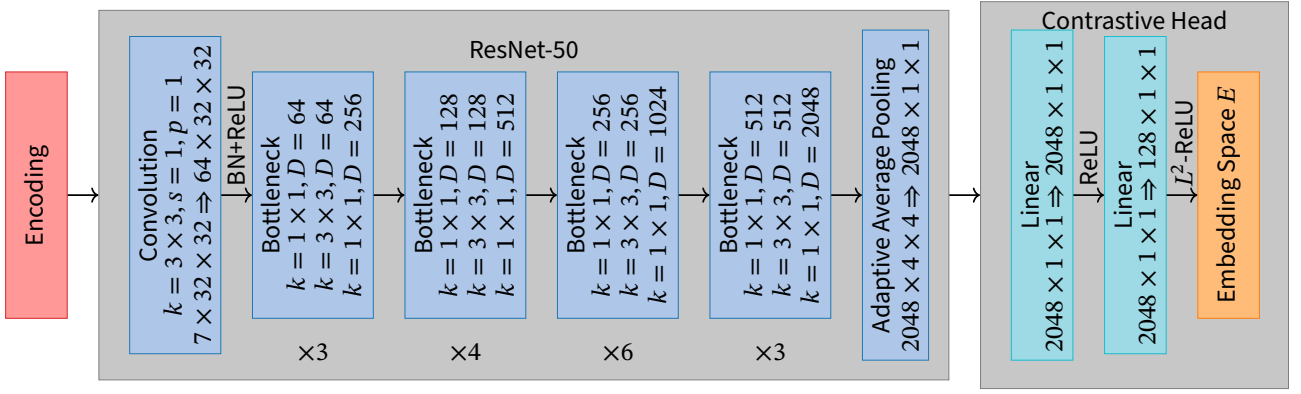 Encoding
ResNet-50
Convolution
k = 3 × 3, s = 1, p = 1
7 × 32 × 32 ⇒ 64 × 32 × 32
BN+ReLU
Bottleneck
k = 1 × 1, D = 64
k = 3 × 3, D = 64
k = 1 × 1, D = 256
×3
Bottleneck
k = 1 × 1, D = 128
k = 3 × 3, D = 128
k = 1 × 1, D = 512
×4
Bottleneck
k = 1 × 1, D = 256
k = 3 × 3, D = 256
k = 1 × 1, D = 1024
×6
Bottleneck
k = 1 × 1, D = 512
k = 3 × 3, D = 512
k = 1 × 1, D = 2048
×3
Adaptive Average Pooling
2048 × 4 × 4 ⇒ 2048 × 1 × 1
Contrastive Head
Linear
2048 × 1 × 1 ⇒ 2048 × 1 × 1
ReLU
Linear
2048 × 1 × 1 ⇒ 128 × 1 × 1
L²-ReLU
Embedding Space E